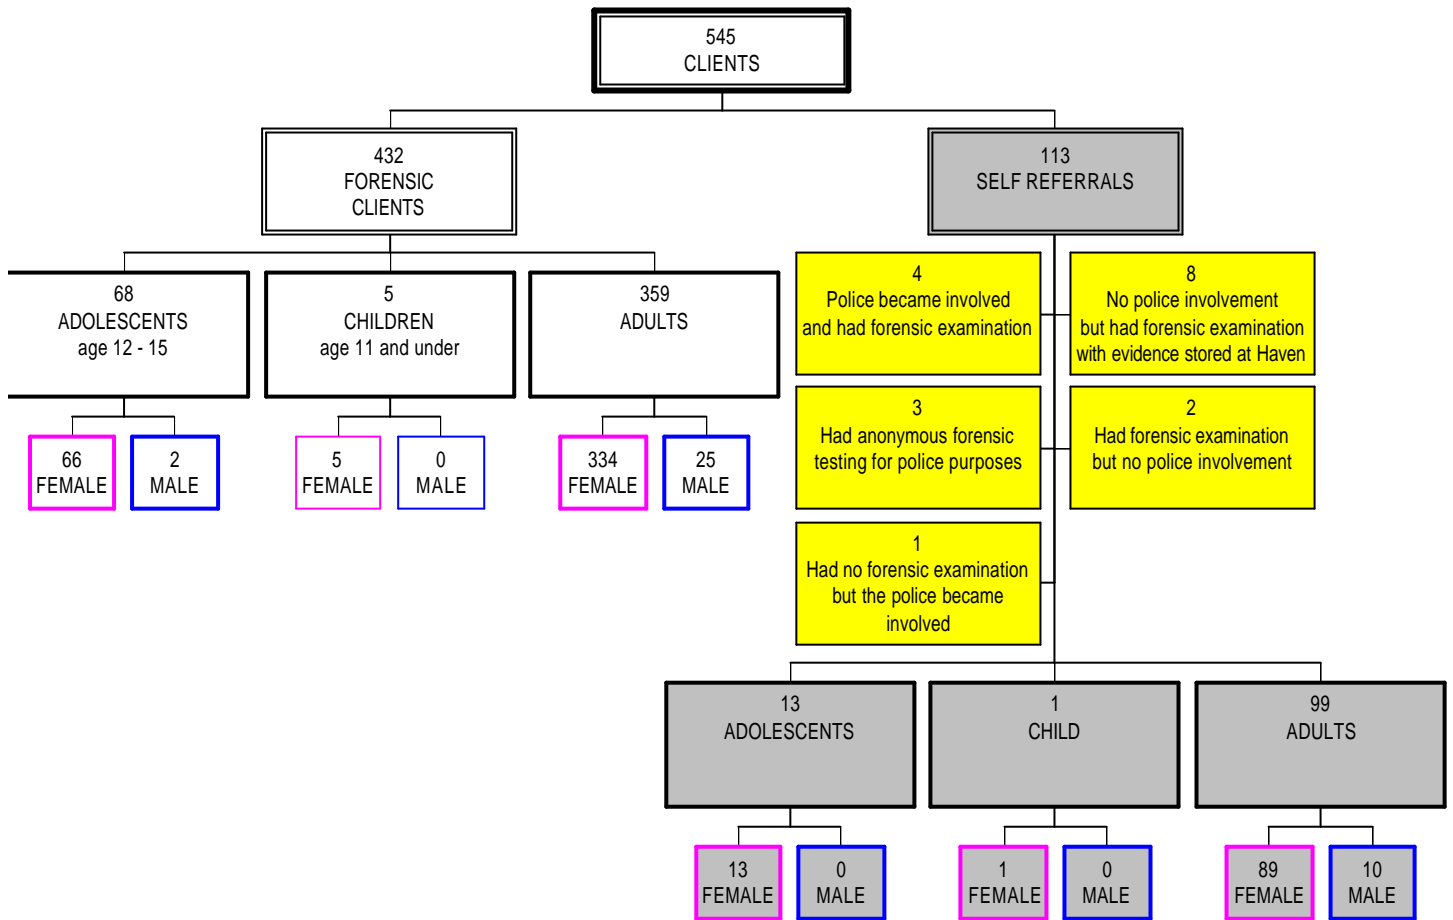 545
CLIENTS
432
FORENSIC
CLIENTS
113
SELF REFERRALS
68
ADOLESCENTS
age 12 - 15
5
CHILDREN
age 11 and under
359
ADULTS
66
FEMALE
2
MALE
5
FEMALE
0
MALE
334
FEMALE
25
MALE
4
Police became involved
and had forensic examination
8
No police involvement
but had forensic examination
with evidence stored at Haven
3
Had anonymous forensic
testing for police purposes
2
Had forensic examination
but no police involvement
1
Had no forensic examination
but the police became
involved
13
ADOLESCENTS
1
CHILD
99
ADULTS
13
FEMALE
0
MALE
1
FEMALE
0
MALE
89
FEMALE
10
MALE